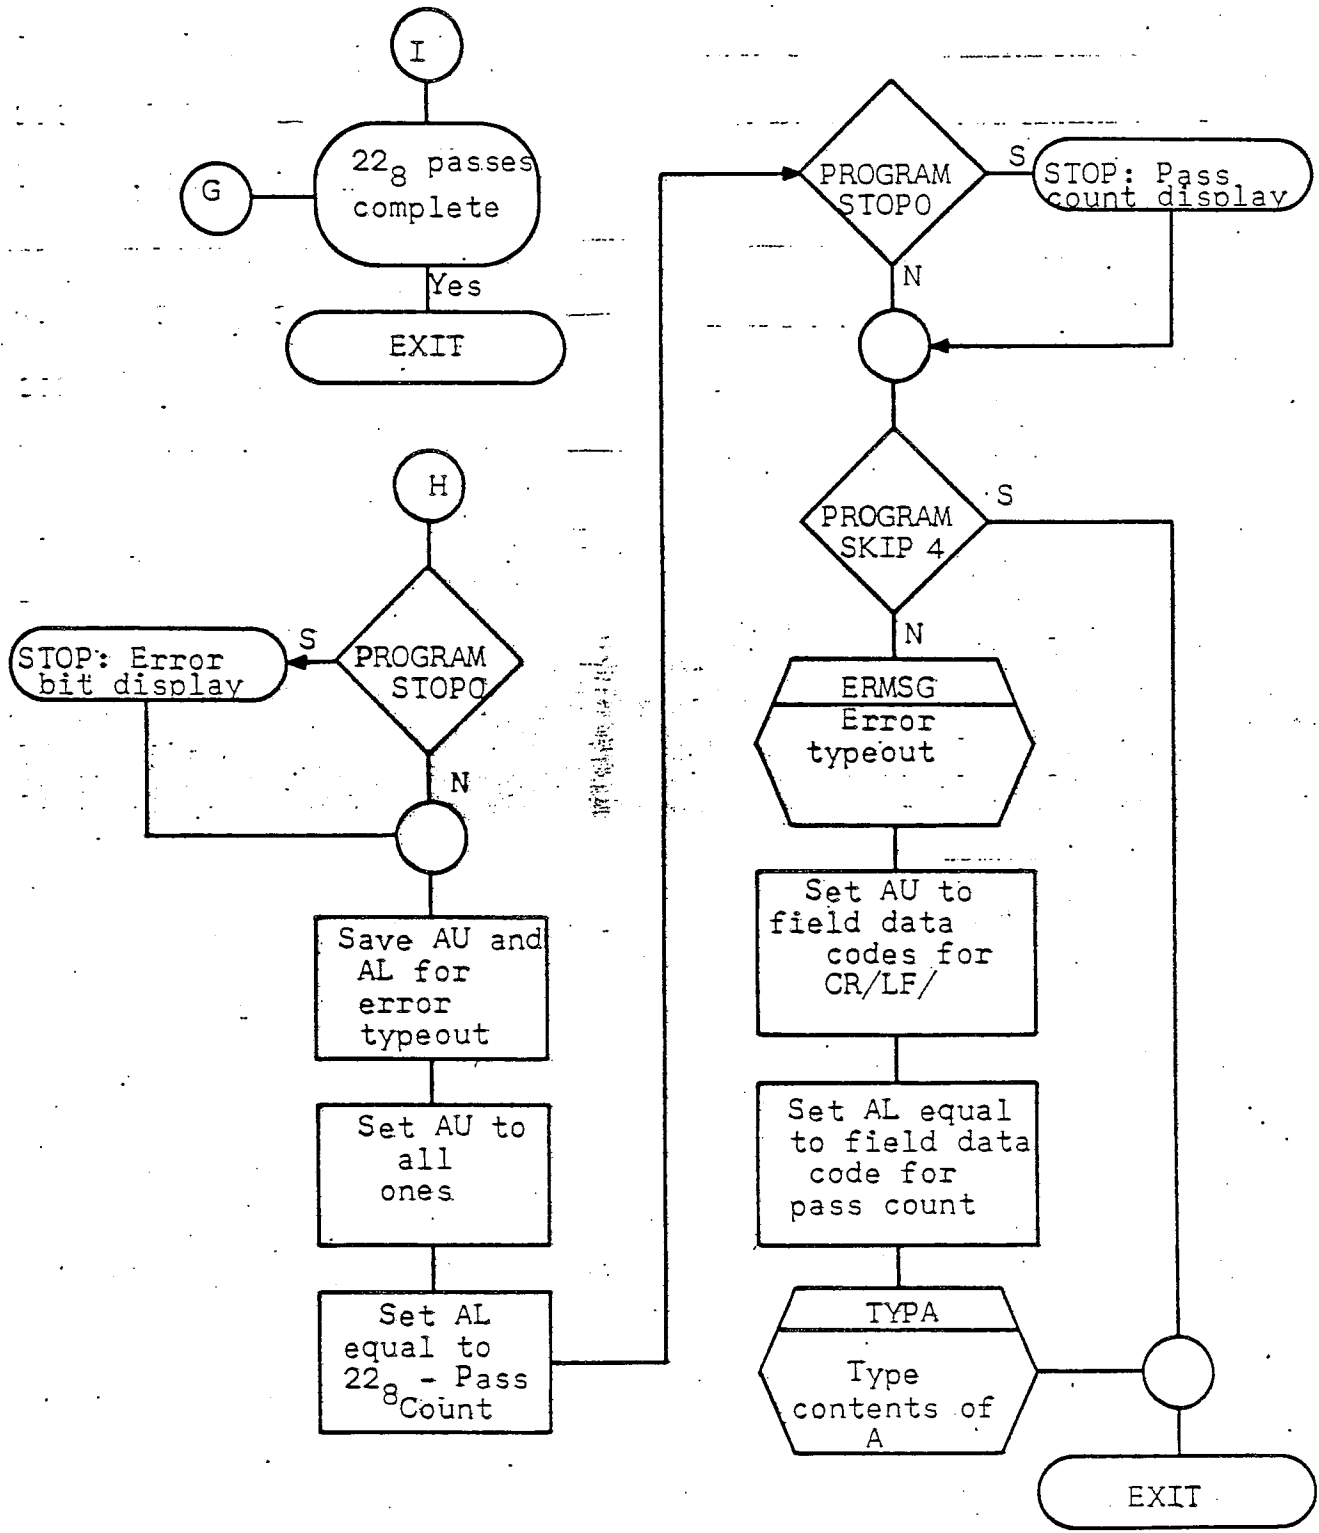 I
22₈ passes
complete
G
Yes
EXIT
H
PROGRAM
STOPO
S
STOP: Error
bit display
N
Save AU and
AL for
error
typeout
Set AU to
all
ones
Set AL
equal to
22₈ - Pass
Count
PROGRAM
STOPO
S
STOP: Pass
count display
N
PROGRAM
SKIP 4
S
N
ERMSG
Error
typeout
Set AU to
field data
codes for
CR/LF/
Set AL equal
to field data
code for
pass count
TYPA
Type
contents of
A
EXIT